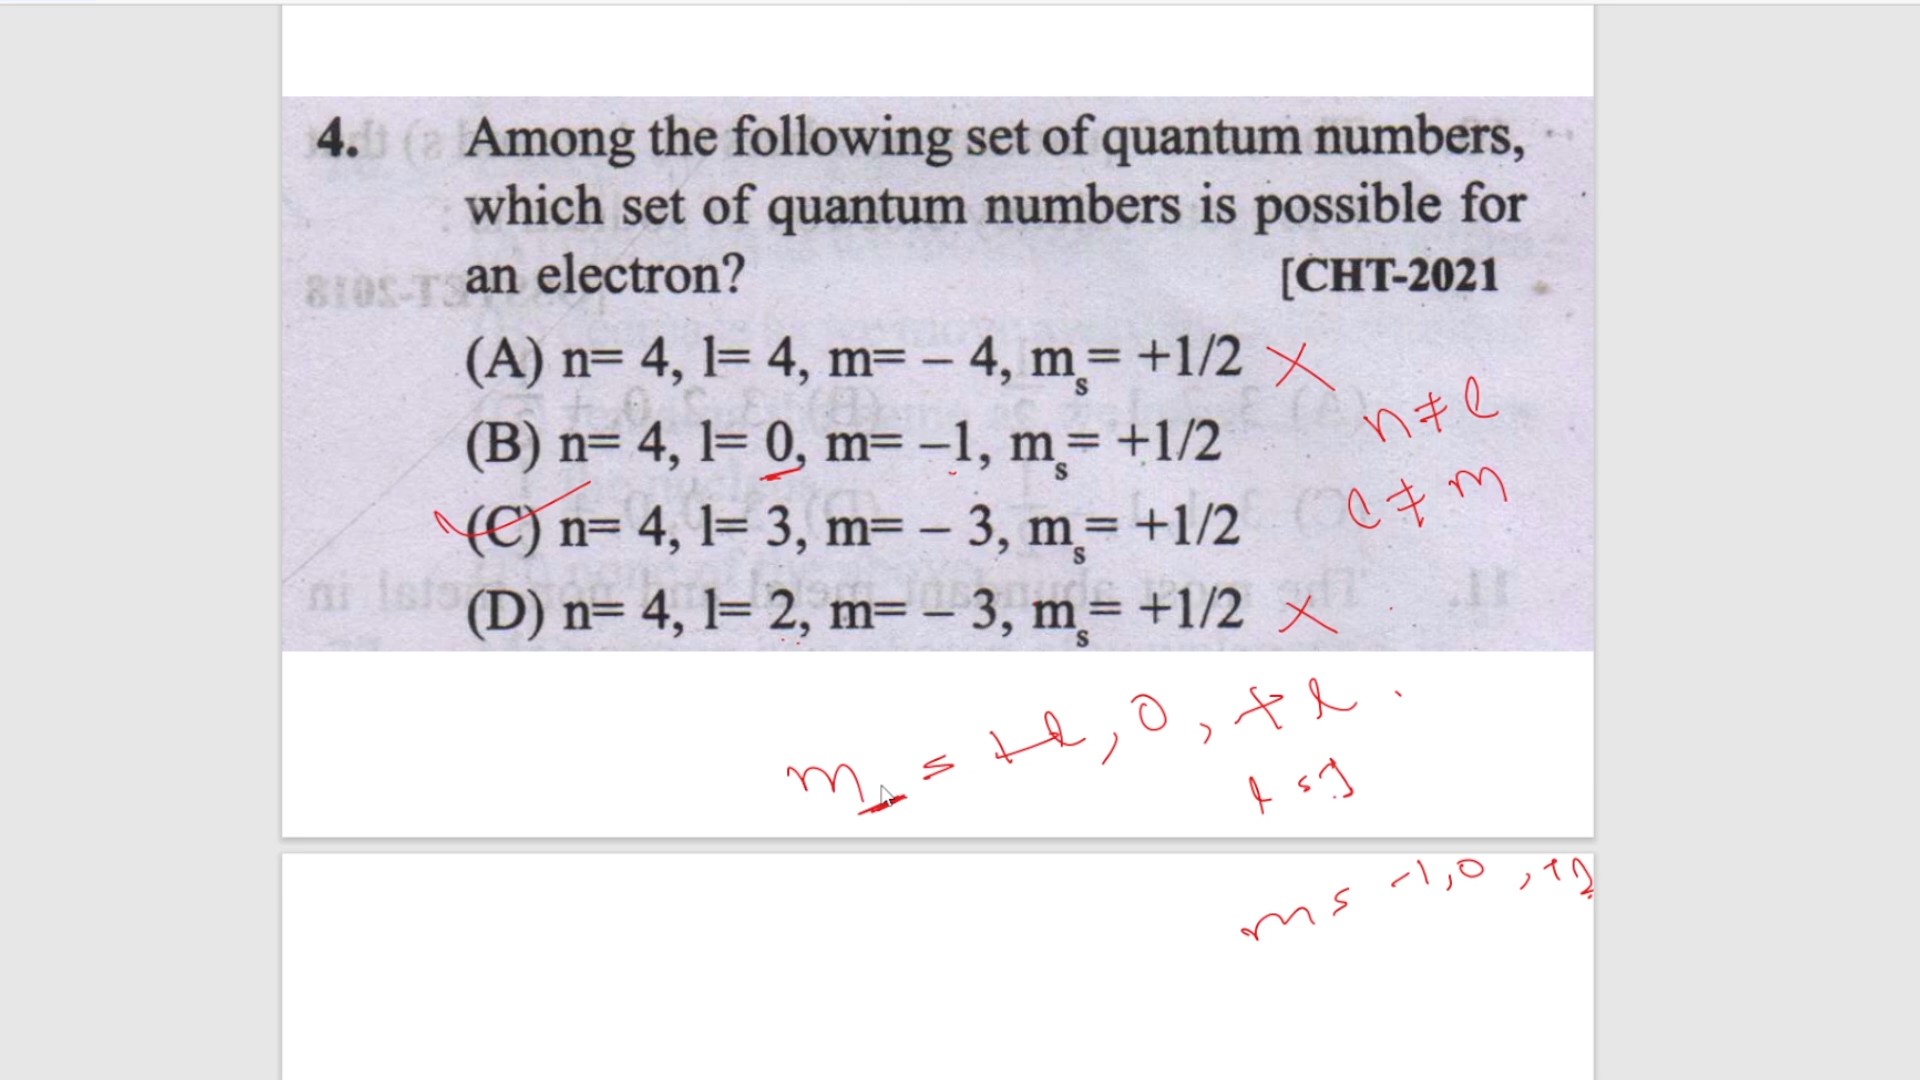 4. Among the following set of quantum numbers,
which set of quantum numbers is possible for
an electron? [CHT-2021
(A) n= 4, l= 4, m= – 4, mₛ= +1/2 ×
(B) n= 4, l= 0, m= –1, mₛ= +1/2
n ≠ l
(C) n= 4, l= 3, m= – 3, mₛ= +1/2
l ≠ m
(D) n= 4, l= 2, m= – 3, mₛ= +1/2 ×
m = , 0, + l
m = -1, 0, +